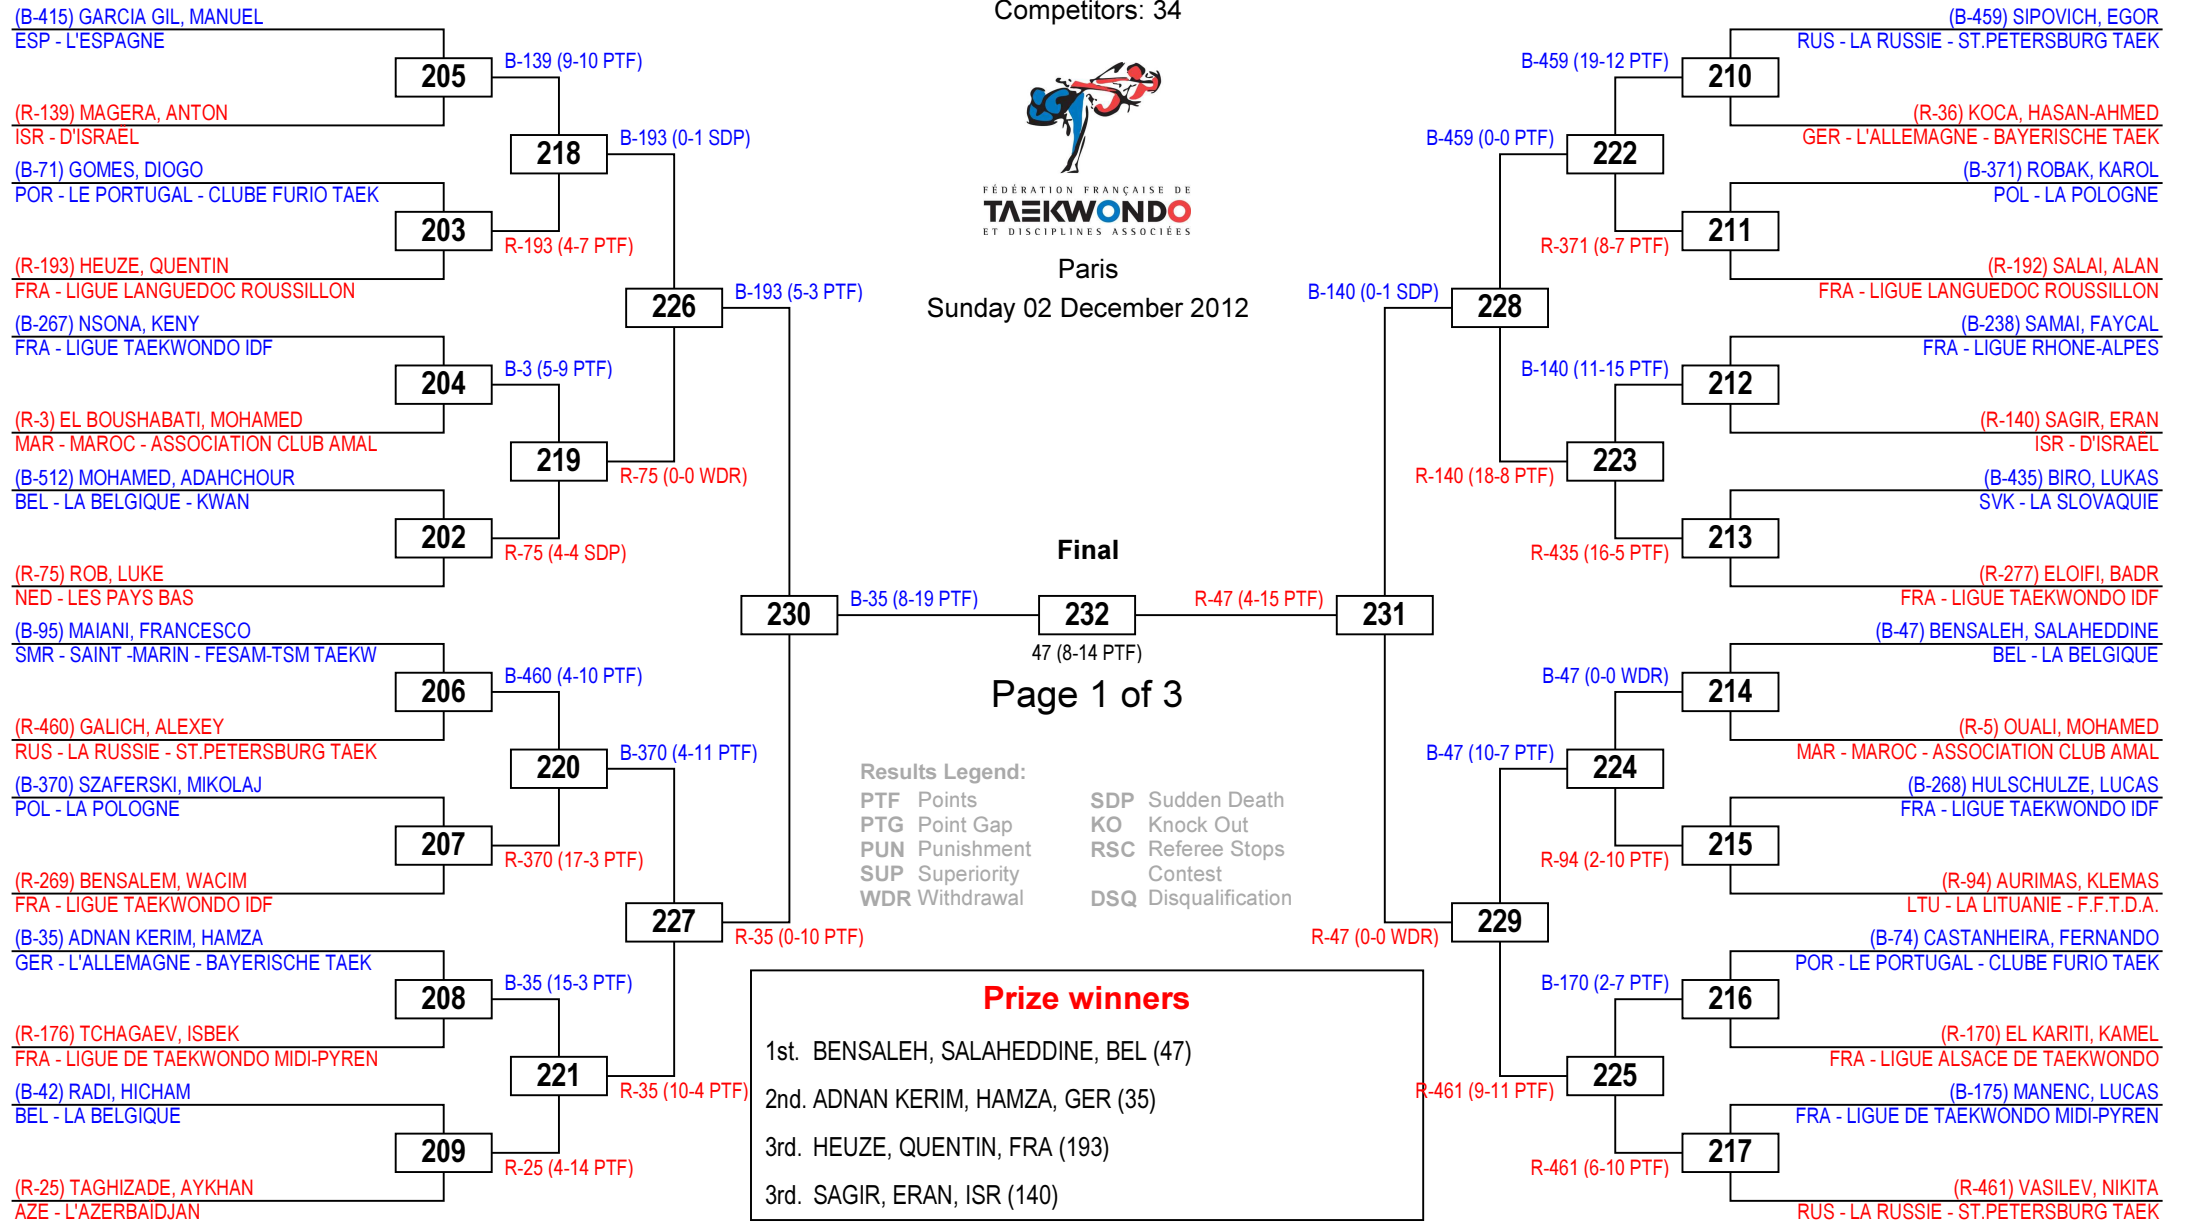 Competitors: 34
FÉDÉRATION FRANÇAISE DE
TAEKWONDO
ET DISCIPLINES ASSOCIÉES
Paris
Sunday 02 December 2012
(B-415) GARCIA GIL, MANUEL
ESP - L'ESPAGNE
205
B-139 (9-10 PTF)
(R-139) MAGERA, ANTON
ISR - D'ISRAËL
218
B-193 (0-1 SDP)
(B-71) GOMES, DIOGO
POR - LE PORTUGAL - CLUBE FURIO TAEK
203
R-193 (4-7 PTF)
(R-193) HEUZE, QUENTIN
FRA - LIGUE LANGUEDOC ROUSSILLON
226
B-193 (5-3 PTF)
(B-267) NSONA, KENY
FRA - LIGUE TAEKWONDO IDF
204
B-3 (5-9 PTF)
(R-3) EL BOUSHABATI, MOHAMED
MAR - MAROC - ASSOCIATION CLUB AMAL
219
R-75 (0-0 WDR)
(B-512) MOHAMED, ADAHCHOUR
BEL - LA BELGIQUE - KWAN
202
R-75 (4-4 SDP)
(R-75) ROB, LUKE
NED - LES PAYS BAS
230
B-35 (8-19 PTF)
(B-95) MAIANI, FRANCESCO
SMR - SAINT -MARIN - FESAM-TSM TAEKW
206
B-460 (4-10 PTF)
(R-460) GALICH, ALEXEY
RUS - LA RUSSIE - ST.PETERSBURG TAEK
220
B-370 (4-11 PTF)
(B-370) SZAFERSKI, MIKOLAJ
POL - LA POLOGNE
207
R-370 (17-3 PTF)
(R-269) BENSALEM, WACIM
FRA - LIGUE TAEKWONDO IDF
227
R-35 (0-10 PTF)
(B-35) ADNAN KERIM, HAMZA
GER - L'ALLEMAGNE - BAYERISCHE TAEK
208
B-35 (15-3 PTF)
(R-176) TCHAGAEV, ISBEK
FRA - LIGUE DE TAEKWONDO MIDI-PYREN
221
R-35 (10-4 PTF)
(B-42) RADI, HICHAM
BEL - LA BELGIQUE
209
R-25 (4-14 PTF)
(R-25) TAGHIZADE, AYKHAN
AZE - L'AZERBAÏDJAN
Final
232
47 (8-14 PTF)
Page 1 of 3
Results Legend:
PTF Points
PTG Point Gap
PUN Punishment
SUP Superiority
WDR Withdrawal
SDP Sudden Death
KO Knock Out
RSC Referee Stops
Contest
DSQ Disqualification
Prize winners
1st. BENSALEH, SALAHEDDINE, BEL (47)
2nd. ADNAN KERIM, HAMZA, GER (35)
3rd. HEUZE, QUENTIN, FRA (193)
3rd. SAGIR, ERAN, ISR (140)
(B-459) SIPOVICH, EGOR
RUS - LA RUSSIE - ST.PETERSBURG TAEK
B-459 (19-12 PTF)
210
(R-36) KOCA, HASAN-AHMED
GER - L'ALLEMAGNE - BAYERISCHE TAEK
B-459 (0-0 PTF)
222
(B-371) ROBAK, KAROL
POL - LA POLOGNE
R-371 (8-7 PTF)
211
(R-192) SALAI, ALAN
FRA - LIGUE LANGUEDOC ROUSSILLON
B-140 (0-1 SDP)
228
(B-238) SAMAI, FAYCAL
FRA - LIGUE RHONE-ALPES
B-140 (11-15 PTF)
212
(R-140) SAGIR, ERAN
ISR - D'ISRAËL
R-140 (18-8 PTF)
223
(B-435) BIRO, LUKAS
SVK - LA SLOVAQUIE
R-435 (16-5 PTF)
213
(R-277) ELOIFI, BADR
FRA - LIGUE TAEKWONDO IDF
R-47 (4-15 PTF)
231
(B-47) BENSALEH, SALAHEDDINE
BEL - LA BELGIQUE
B-47 (0-0 WDR)
214
(R-5) OUALI, MOHAMED
MAR - MAROC - ASSOCIATION CLUB AMAL
B-47 (10-7 PTF)
224
(B-268) HULSCHULZE, LUCAS
FRA - LIGUE TAEKWONDO IDF
R-94 (2-10 PTF)
215
(R-94) AURIMAS, KLEMAS
LTU - LA LITUANIE - F.F.T.D.A.
R-47 (0-0 WDR)
229
(B-74) CASTANHEIRA, FERNANDO
POR - LE PORTUGAL - CLUBE FURIO TAEK
B-170 (2-7 PTF)
216
(R-170) EL KARITI, KAMEL
FRA - LIGUE ALSACE DE TAEKWONDO
R-461 (9-11 PTF)
225
(B-175) MANENC, LUCAS
FRA - LIGUE DE TAEKWONDO MIDI-PYREN
R-461 (6-10 PTF)
217
(R-461) VASILEV, NIKITA
RUS - LA RUSSIE - ST.PETERSBURG TAEK